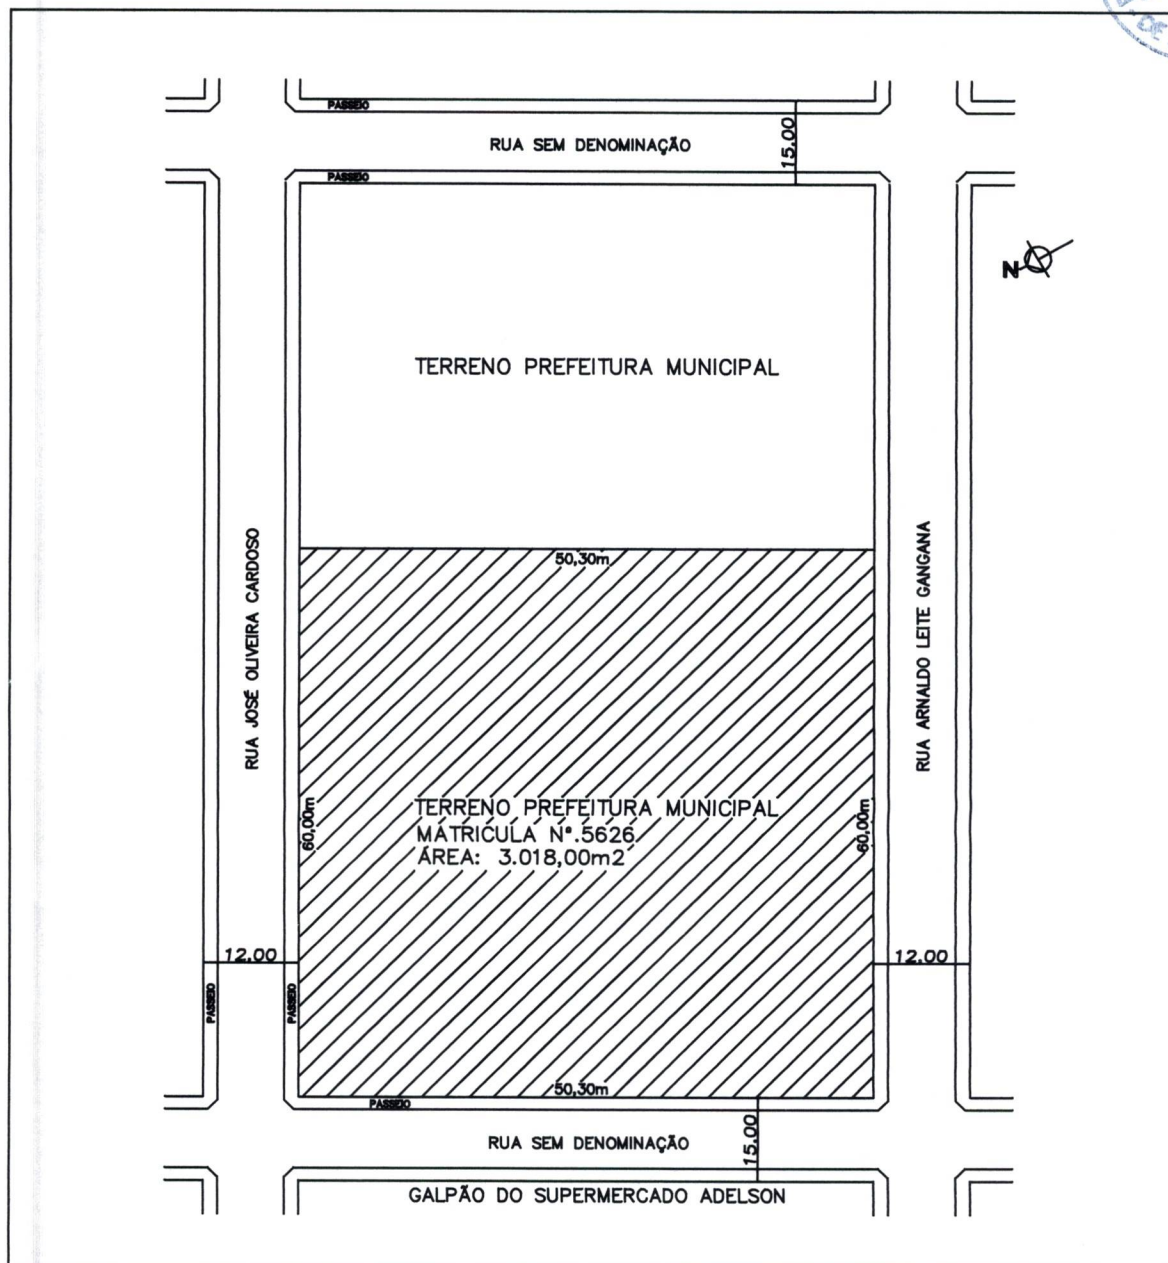 DE
PASSEIO
RUA SEM DENOMINAÇÃO
15.00
PASSEIO
N
TERRENO PREFEITURA MUNICIPAL
RUA JOSÉ OLIVEIRA CARDOSO
RUA ARNALDO LEITE GANGANA
50,30m
60,00m
TERRENO PREFEITURA MUNICIPAL
MATRICULA Nº.5626
ÁREA: 3.018,00m2
60,00m
12.00
12.00
PASSEIO
PASSEIO
50,30m
PASSEIO
RUA SEM DENOMINAÇÃO
15.00
GALPÃO DO SUPERMERCADO ADELSON